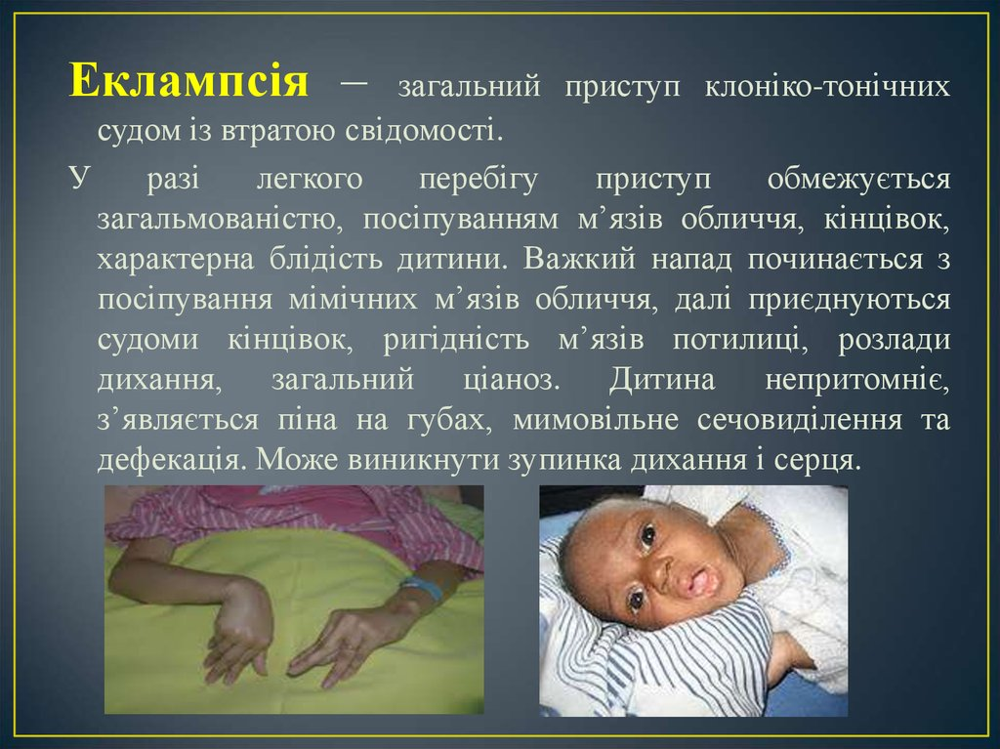 Еклампсія – загальний приступ клоніко-тонічних
судом із втратою свідомості.
У разі легкого перебігу приступ обмежується
загальмованістю, посіпуванням м’язів обличчя, кінцівок,
характерна блідість дитини. Важкий напад починається з
посіпування мімічних м’язів обличчя, далі приєднуються
судоми кінцівок, ригідність м’язів потилиці, розлади
дихання, загальний ціаноз. Дитина непритомніє,
з’являється піна на губах, мимовільне сечовиділення та
дефекація. Може виникнути зупинка дихання і серця.